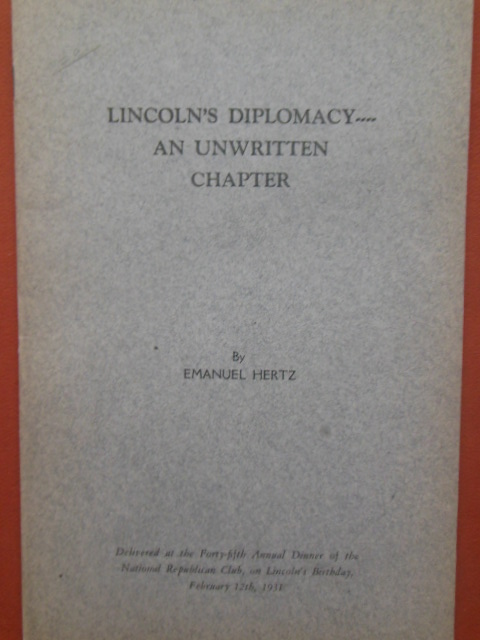 LINCOLN'S DIPLOMACY----
AN UNWRITTEN
CHAPTER
By
EMANUEL HERTZ
Delivered at the Forty-fifth Annual Dinner of the
National Republican Club, on Lincoln's Birthday,
February 12th, 1931